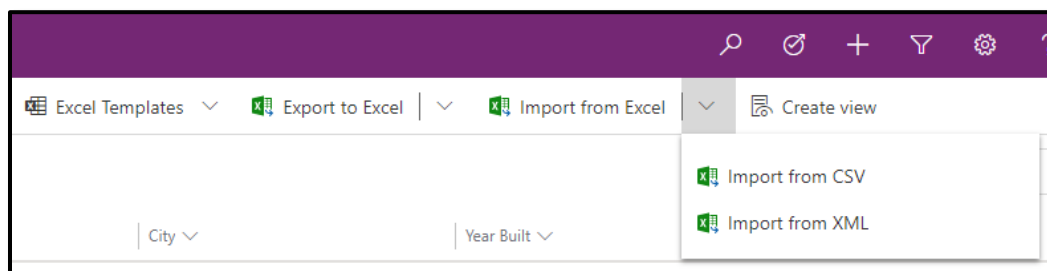 Excel Templates Export to Excel Import from Excel Create view
Import from CSV
Import from XML
City Year Built